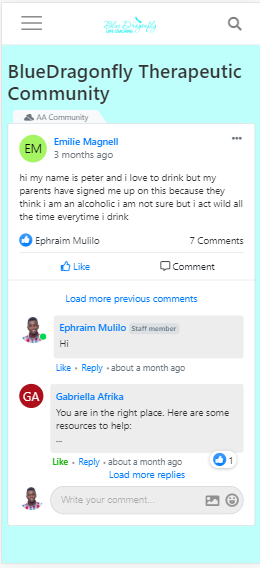 BlueDragonfly
LIFE COACHING
BlueDragonfly Therapeutic
Community
AA Community
EM
Emilie Magnell
3 months ago
hi my name is peter and i love to drink but my
parents have signed me up on this because they
think i am an alcoholic i am not sure but i act wild all
the time everytime i drink
Ephraim Mulilo 7 Comments
Like Comment
Load more previous comments
Ephraim Mulilo Staff member
Hi
Like • Reply • about a month ago
GA
Gabriella Afrika
You are in the right place. Here are some
resources to help:
...
Like • Reply • about a month ago 1
Load more replies
Write your comment...